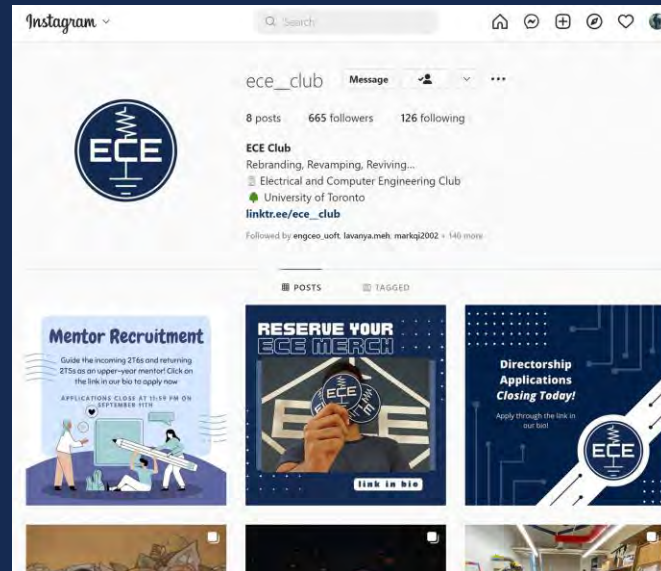 Instagram
Search
ece__club
Message
8 posts 665 followers 126 following
ECE Club
Rebranding, Revamping, Reviving...
Electrical and Computer Engineering Club
University of Toronto
linktr.ee/ece__club
Followed by engceo_uoft, lavanya.meh, markqi2002 + 146 more
ECE
POSTS TAGGED
Mentor Recruitment
Guide the incoming 2T6s and returning
2T5s as an upper-year mentor! Click on
the link in our bio to apply now
APPLICATIONS CLOSE AT 11:59 PM ON
SEPTEMBER 11TH
RESERVE YOUR
ECE MERCH
ECE
link in bio
Directorship
Applications
Closing Today!
Apply through the link in
our bio!
ECE